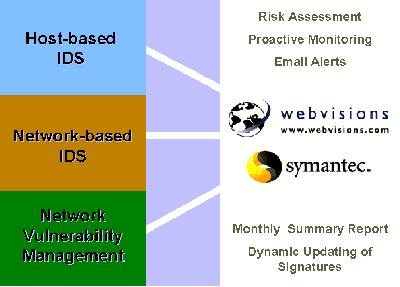 Host-based
IDS
Network-based
IDS
Network
Vulnerability
Management
Risk Assessment
Proactive Monitoring
Email Alerts
webvisions
www.webvisions.com
symantec™
Monthly Summary Report
Dynamic Updating of
Signatures